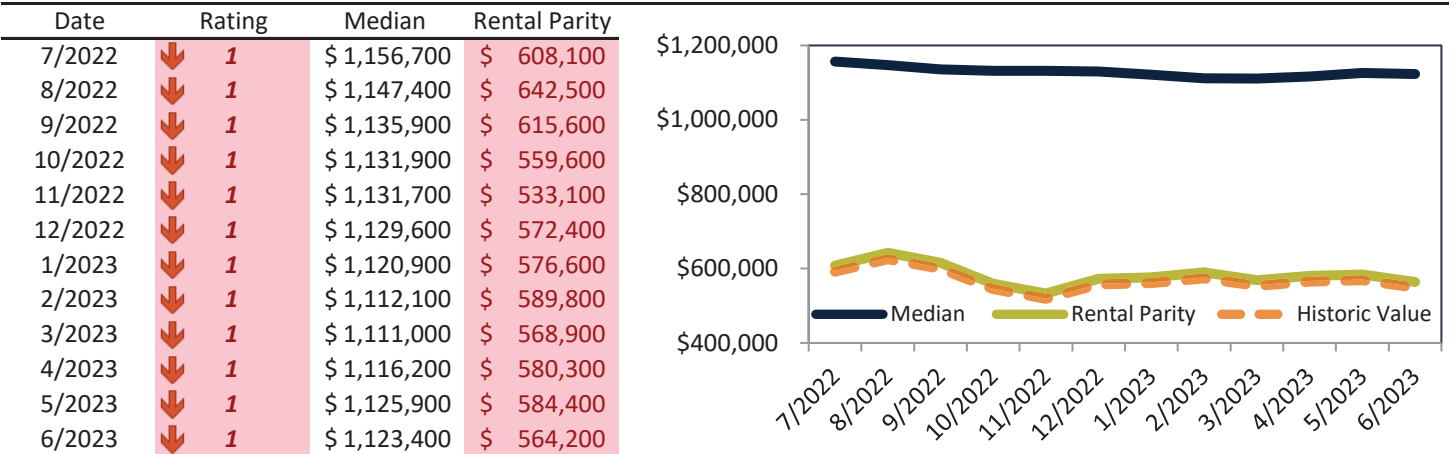 Date Rating Median Rental Parity
7/2022 1 $ 1,156,700 $ 608,100
8/2022 1 $ 1,147,400 $ 642,500
9/2022 1 $ 1,135,900 $ 615,600
10/2022 1 $ 1,131,900 $ 559,600
11/2022 1 $ 1,131,700 $ 533,100
12/2022 1 $ 1,129,600 $ 572,400
1/2023 1 $ 1,120,900 $ 576,600
2/2023 1 $ 1,112,100 $ 589,800
3/2023 1 $ 1,111,000 $ 568,900
4/2023 1 $ 1,116,200 $ 580,300
5/2023 1 $ 1,125,900 $ 584,400
6/2023 1 $ 1,123,400 $ 564,200
$1,200,000
$1,000,000
$800,000
$600,000
$400,000
Median Rental Parity Historic Value
7/2022 8/2022 9/2022 10/2022 11/2022 12/2022 1/2023 2/2023 3/2023 4/2023 5/2023 6/2023